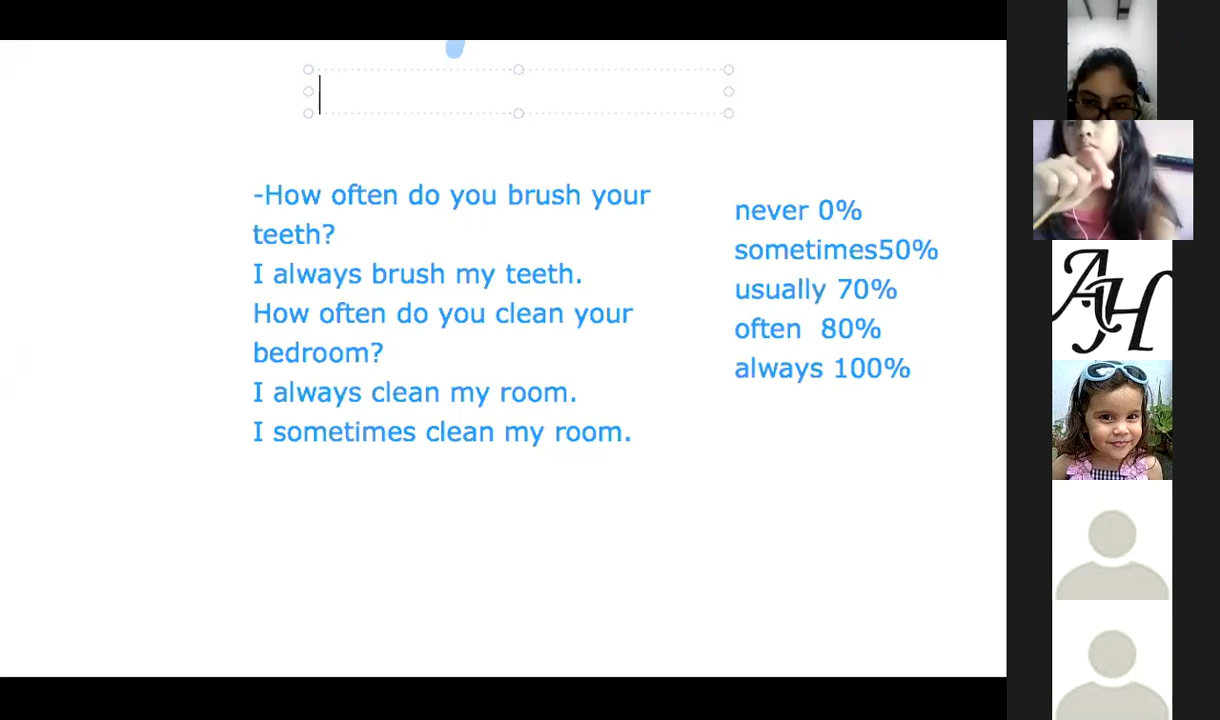 -How often do you brush your
teeth?
I always brush my teeth.
How often do you clean your
bedroom?
I always clean my room.
I sometimes clean my room.
never 0%
sometimes50%
usually 70%
often  80%
always 100%
AJH